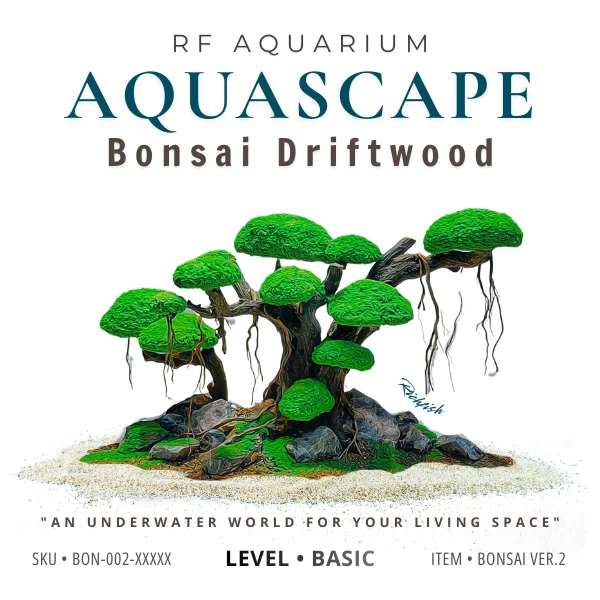 RF AQUARIUM
AQUASCAPE
Bonsai Driftwood
Richfish
"AN UNDERWATER WORLD FOR YOUR LIVING SPACE"
SKU • BON-002-XXXXX LEVEL • BASIC ITEM • BONSAI VER.2